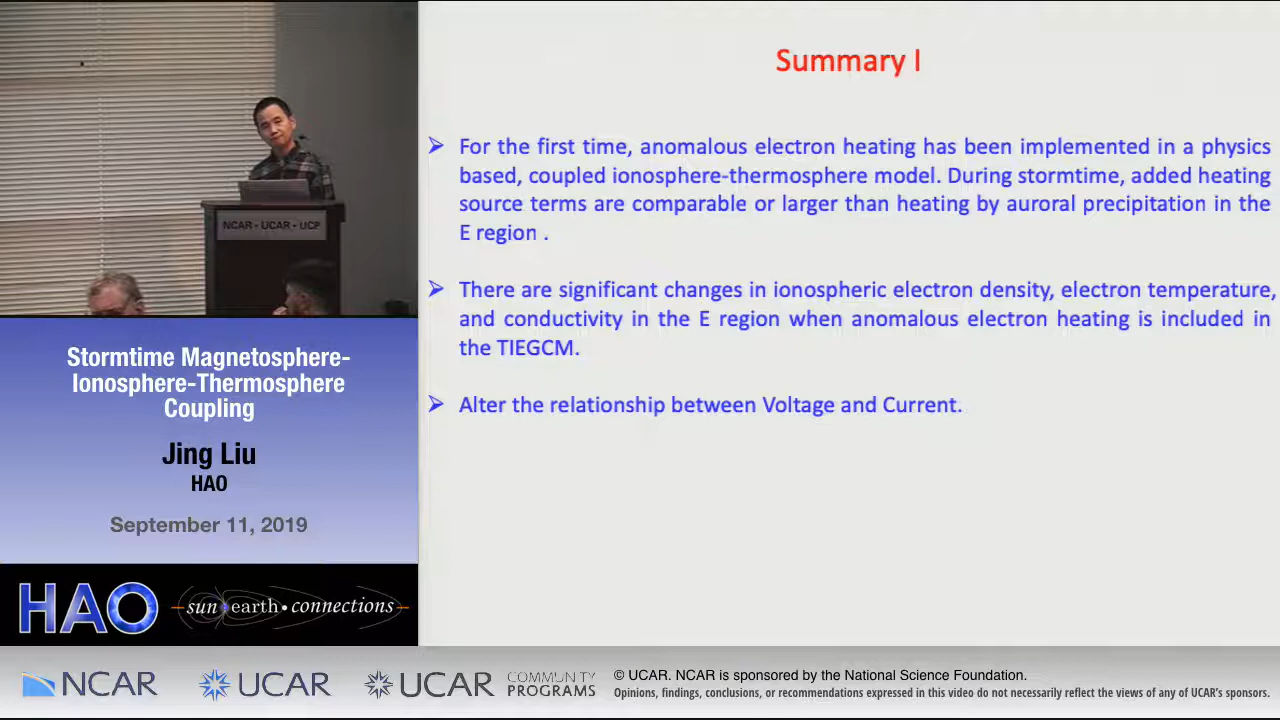 NCAR - UCAR - UCP
Stormtime Magnetosphere-
Ionosphere-Thermosphere
Coupling
Jing Liu
HAO
September 11, 2019
HAO
sun•earth•connections
Summary I
➢ For the first time, anomalous electron heating has been implemented in a physics
based, coupled ionosphere-thermosphere model. During stormtime, added heating
source terms are comparable or larger than heating by auroral precipitation in the
E region .
➢ There are significant changes in ionospheric electron density, electron temperature,
and conductivity in the E region when anomalous electron heating is included in
the TIEGCM.
➢ Alter the relationship between Voltage and Current.
NCAR
UCAR
UCAR
COMMUNITY
PROGRAMS
© UCAR. NCAR is sponsored by the National Science Foundation.
Opinions, findings, conclusions, or recommendations expressed in this video do not necessarily reflect the views of any of UCAR's sponsors.